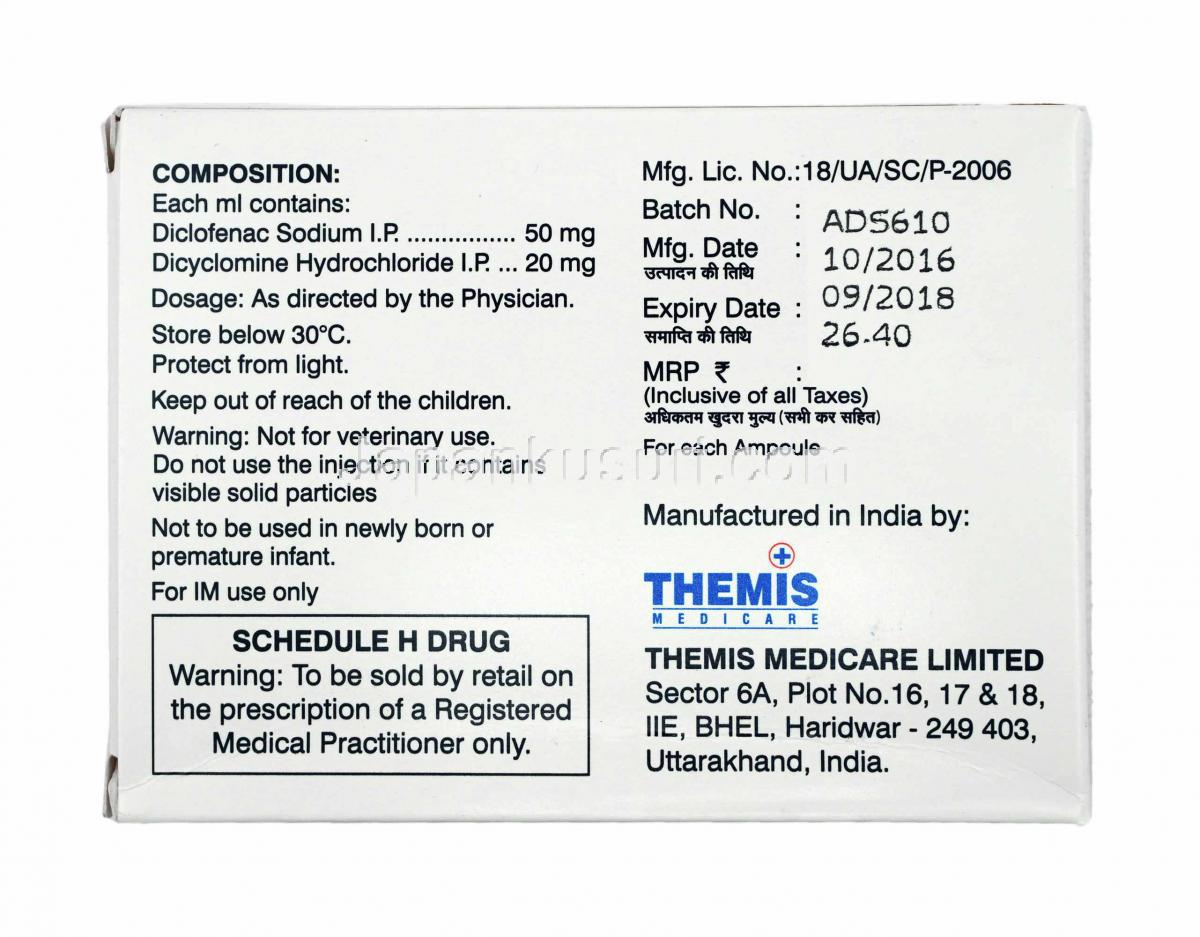 COMPOSITION:
Each ml contains:
Diclofenac Sodium I.P. ................ 50 mg
Dicyclomine Hydrochloride I.P. ... 20 mg
Dosage: As directed by the Physician.
Store below 30°C.
Protect from light.
Keep out of reach of the children.
Warning: Not for veterinary use.
Do not use the injection if it contains
visible solid particles
Not to be used in newly born or
premature infant.
For IM use only
SCHEDULE H DRUG
Warning: To be sold by retail on
the prescription of a Registered
Medical Practitioner only.
Mfg. Lic. No.:18/UA/SC/P-2006
Batch No. : ADS610
Mfg. Date : 10/2016
उत्पादन की तिथि
Expiry Date : 09/2018
समाप्ति की तिथि
26.40
MRP ₹ :
(Inclusive of all Taxes)
अधिकतम खुदरा मुल्य (सभी कर सहित)
For each Ampoule
Manufactured in India by:
THEMIS
MEDICARE
THEMIS MEDICARE LIMITED
Sector 6A, Plot No.16, 17 & 18,
IIE, BHEL, Haridwar - 249 403,
Uttarakhand, India.
Japankusuri.com